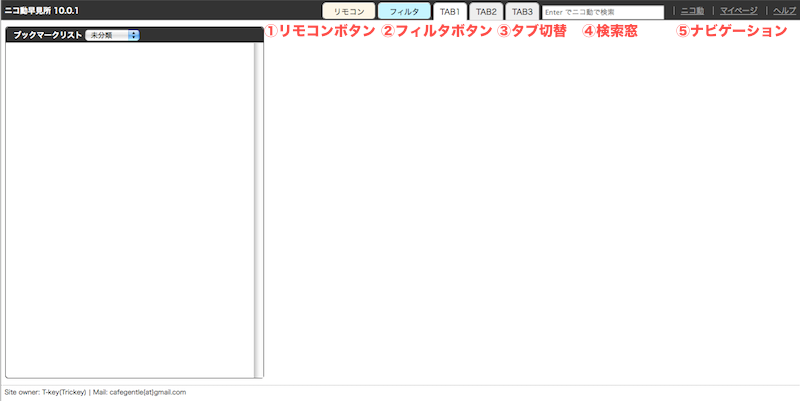 ニコ動早見所 10.0.1
リモコン
フィルタ
TAB1
TAB2
TAB3
Enter でニコ動で検索
| ニコ動 | マイページ | ヘルプ
①リモコンボタン ②フィルタボタン ③タブ切替 ④検索窓 ⑤ナビゲーション
ブックマークリスト 未分類
Site owner: T-key(Trickey) | Mail: cafegentle[at]gmail.com